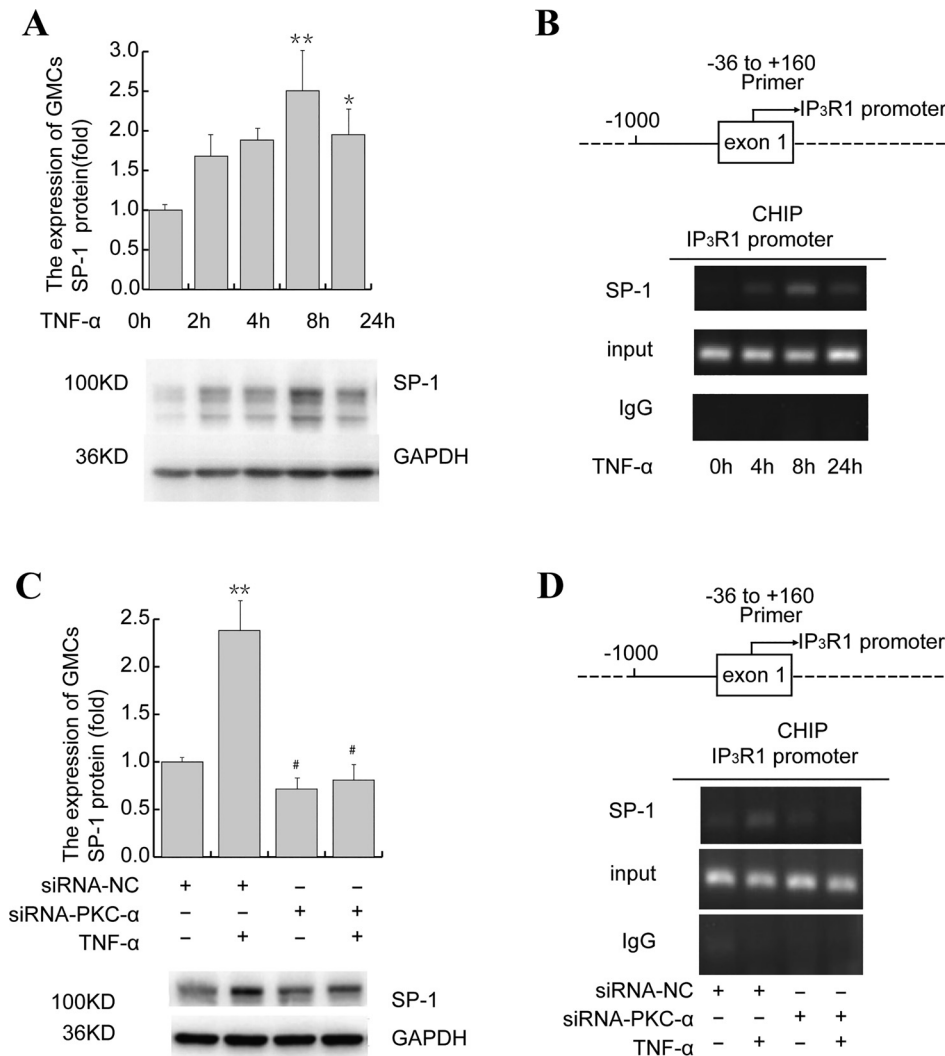 A
The expression of GMCs
SP-1 protein(fold)
3.0
2.5
2.0
1.5
1.0
0.5
0.0
**
*
TNF-α 0h 2h 4h 8h 24h
100KD SP-1
36KD GAPDH
B
-36 to +160
Primer
IP₃R1 promoter
-1000
exon 1
CHIP
IP₃R1 promoter
SP-1
input
IgG
TNF-α 0h 4h 8h 24h
C
The expression of GMCs
SP-1 protein (fold)
2.5
2.0
1.5
1.0
0.5
0.0
**
# #
siRNA-NC + + – –
siRNA-PKC-α – – + +
TNF-α – + – +
100KD SP-1
36KD GAPDH
D
-36 to +160
Primer
IP₃R1 promoter
-1000
exon 1
CHIP
IP₃R1 promoter
SP-1
input
IgG
siRNA-NC + + – –
siRNA-PKC-α – – + +
TNF-α – + – +